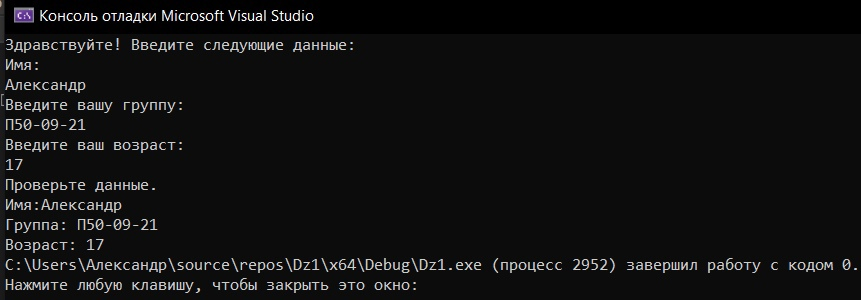 Консоль отладки Microsoft Visual Studio
Здравствуйте! Введите следующие данные:
Имя:
Александр
Введите вашу группу:
П50-09-21
Введите ваш возраст:
17
Проверьте данные.
Имя:Александр
Группа: П50-09-21
Возраст: 17
C:\Users\Александр\source\repos\Dz1\x64\Debug\Dz1.exe (процесс 2952) завершил работу с кодом 0.
Нажмите любую клавишу, чтобы закрыть это окно: